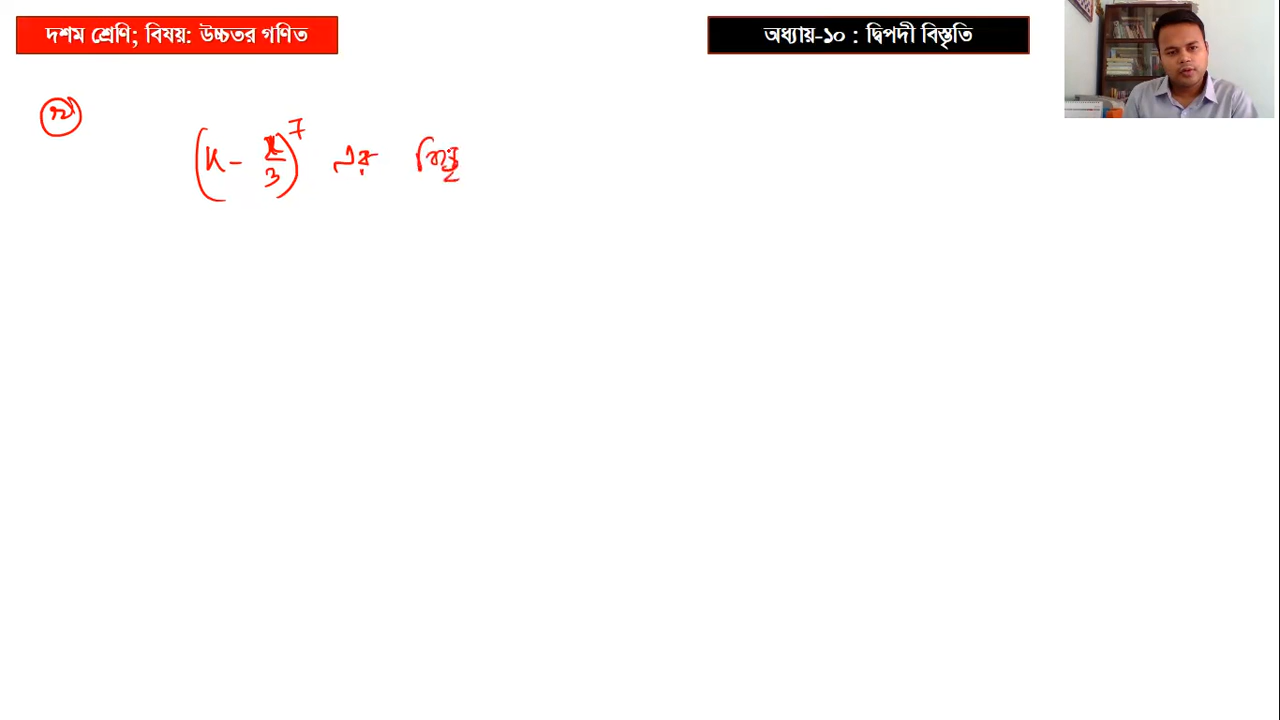 দশম শ্রেণি; বিষয়: উচ্চতর গণিত
অধ্যায়-১০ : দ্বিপদী বিস্তৃতি
(k - k/3)^7 এর বিস্তৃ